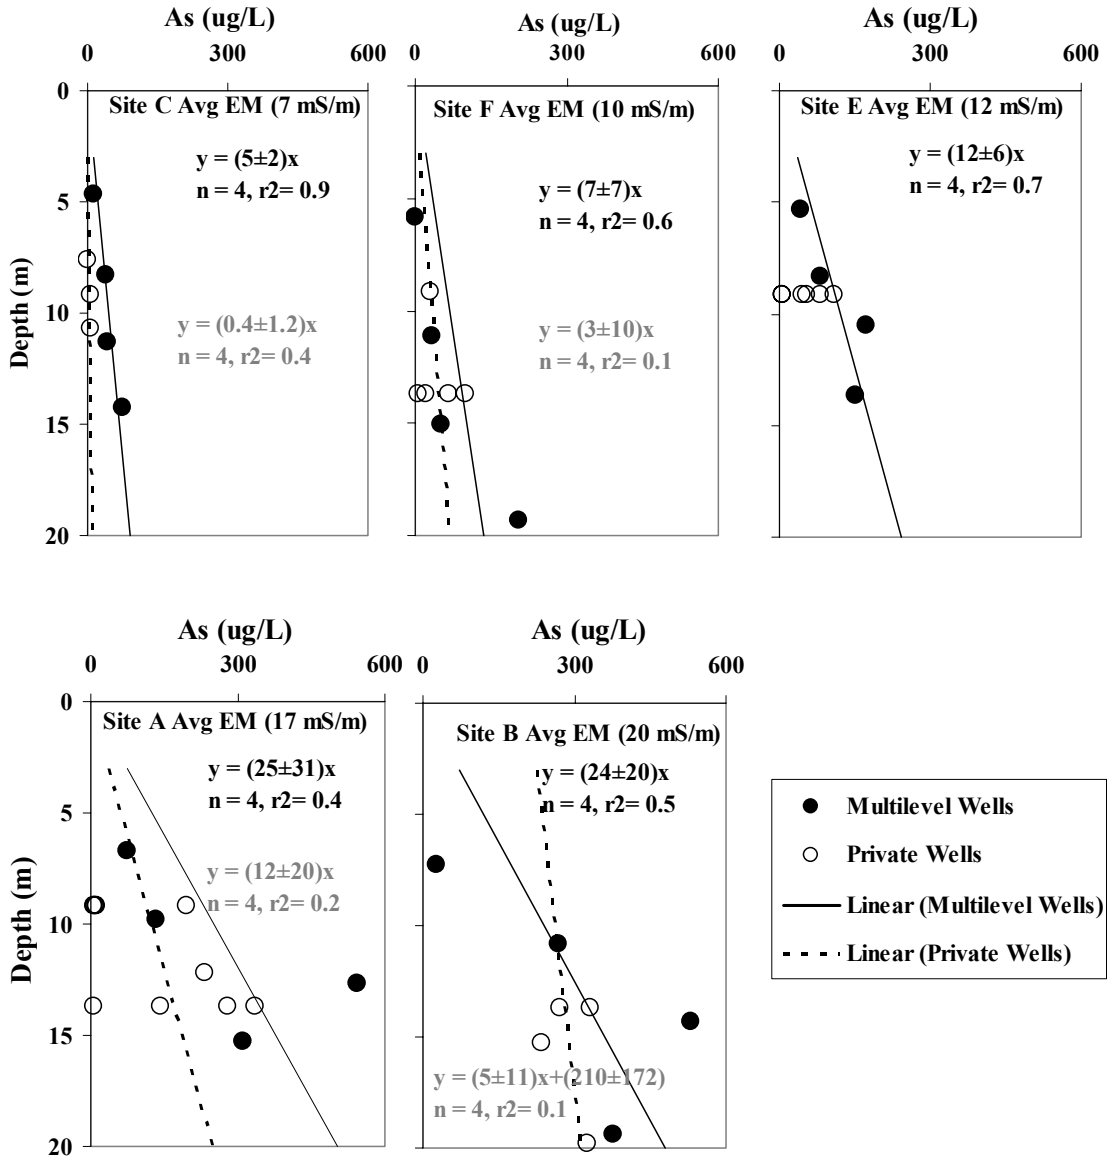 As (ug/L)
As (ug/L)
As (ug/L)
0
300
600
0
300
600
0
300
600
0
5
10
15
20
Depth (m)
Site C Avg EM (7 mS/m)
y = (5±2)x
n = 4, r2= 0.9
y = (0.4±1.2)x
n = 4, r2= 0.4
Site F Avg EM (10 mS/m)
y = (7±7)x
n = 4, r2= 0.6
y = (3±10)x
n = 4, r2= 0.1
Site E Avg EM (12 mS/m)
y = (12±6)x
n = 4, r2= 0.7
As (ug/L)
As (ug/L)
0
300
600
0
300
600
0
5
10
15
20
Depth (m)
Site A Avg EM (17 mS/m)
y = (25±31)x
n = 4, r2= 0.4
y = (12±20)x
n = 4, r2= 0.2
Site B Avg EM (20 mS/m)
y = (24±20)x
n = 4, r2= 0.5
y = (5±11)x+(210±172)
n = 4, r2= 0.1
Multilevel Wells
Private Wells
Linear (Multilevel Wells)
Linear (Private Wells)